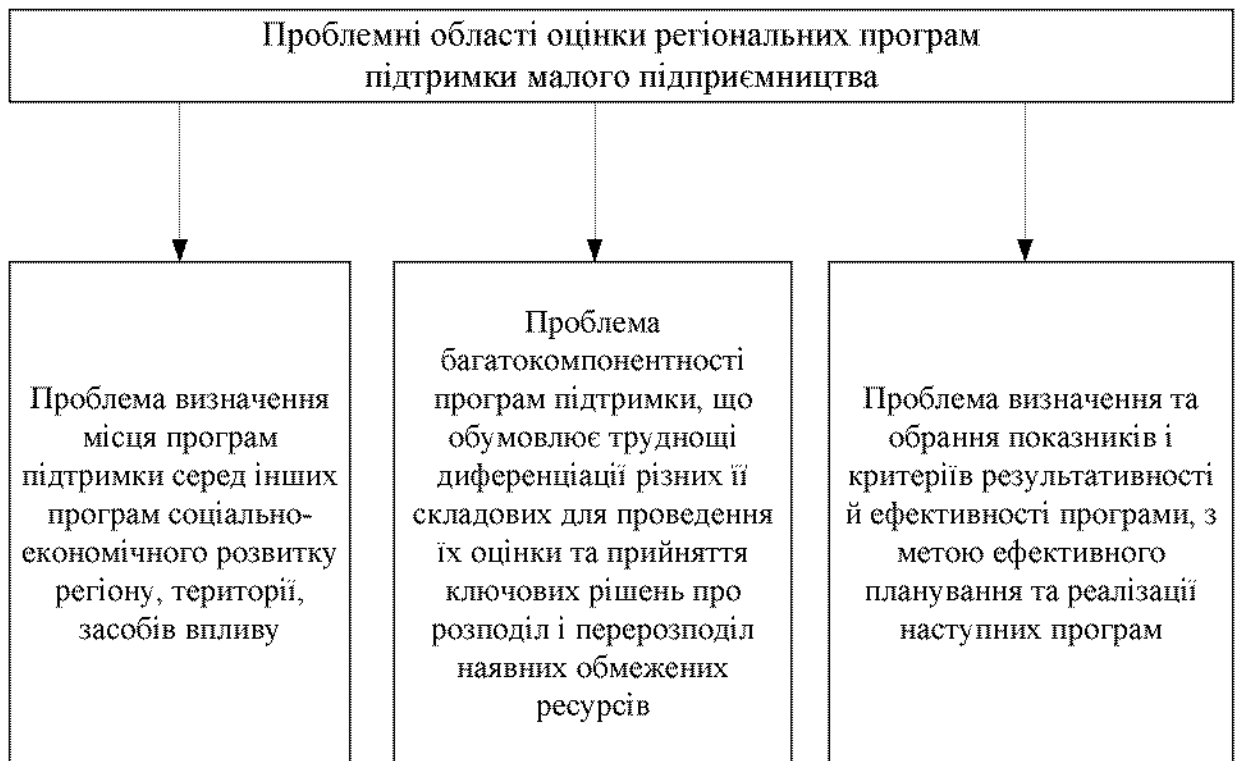 Проблемні області оцінки регіональних програм
підтримки малого підприємництва
Проблема визначення
місця програм
підтримки серед інших
програм соціально-
економічного розвитку
регіону, території,
засобів впливу
Проблема
багатокомпонентності
програм підтримки, що
обумовлює труднощі
диференціації різних її
складових для проведення
їх оцінки та прийняття
ключових рішень про
розподіл і перерозподіл
наявних обмежених
ресурсів
Проблема визначення та
обрання показників і
критеріїв результативності
й ефективності програми, з
метою ефективного
планування та реалізації
наступних програм